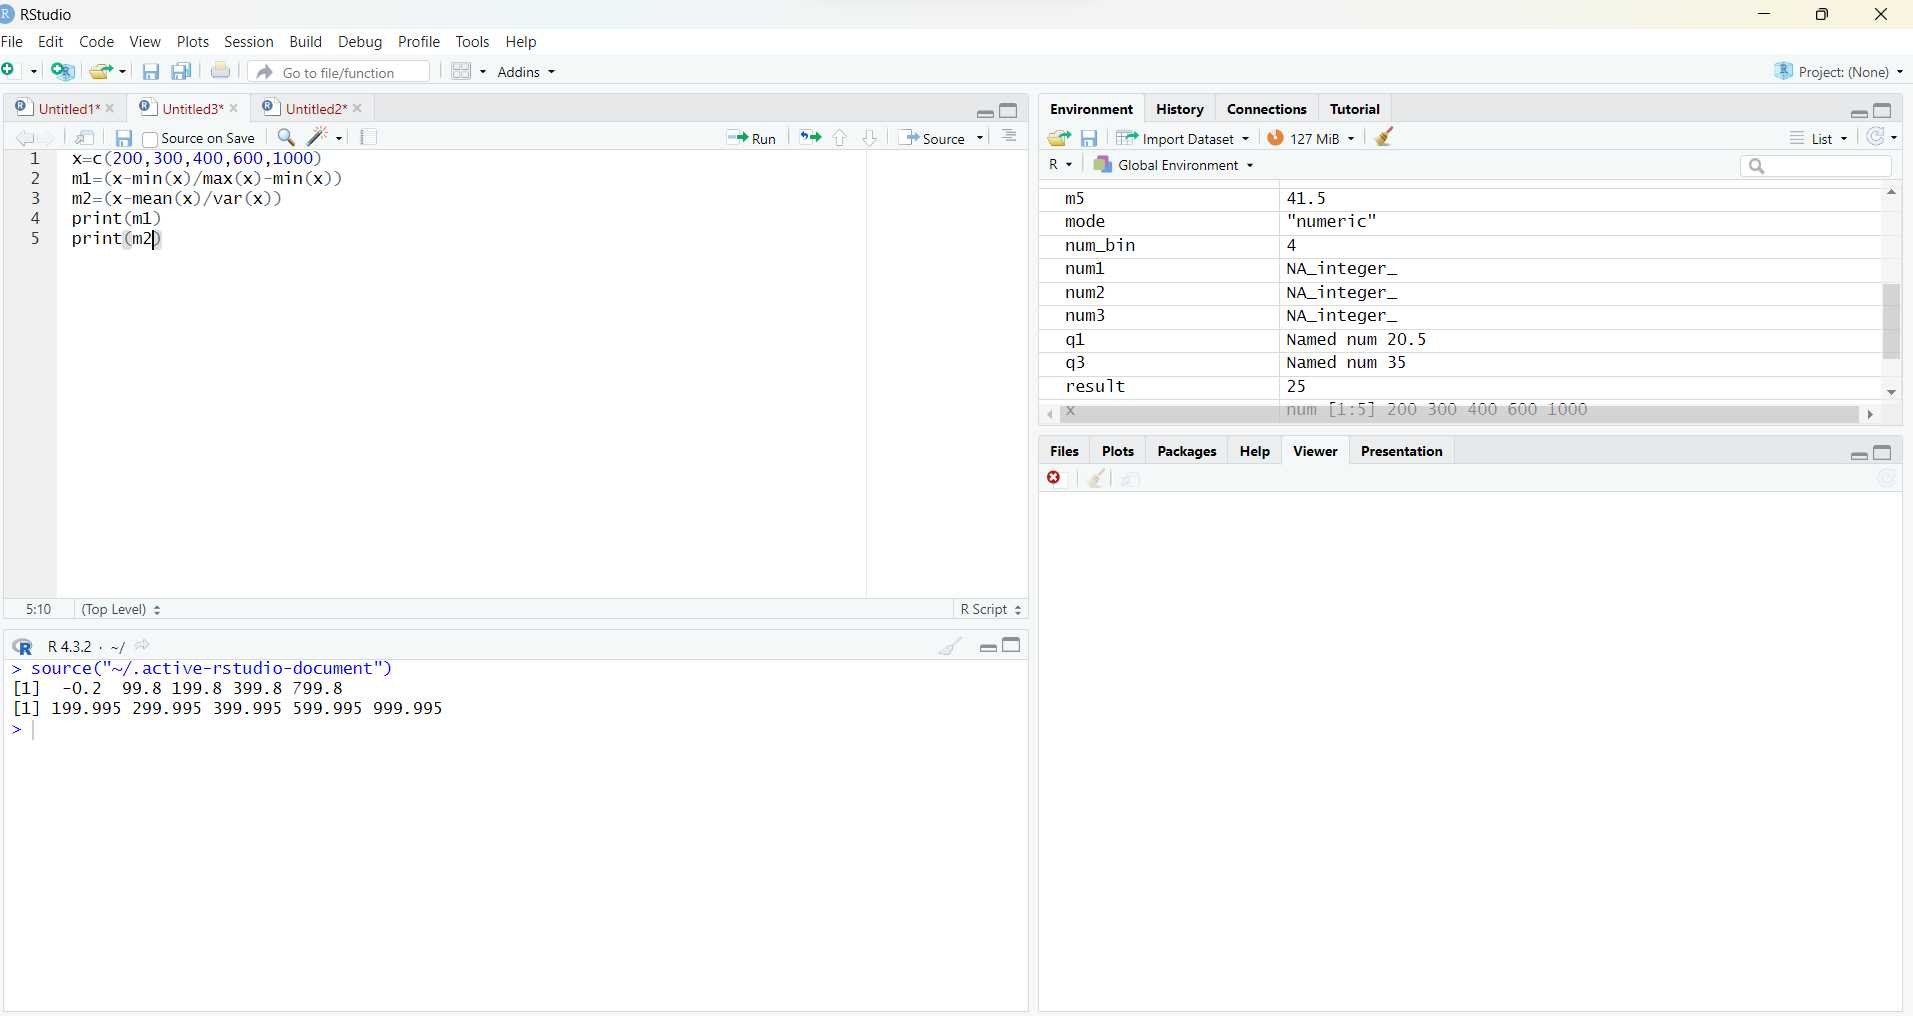 RStudio
File Edit Code View Plots Session Build Debug Profile Tools Help
Go to file/function Addins Project: (None)
Untitled1* Untitled3* Untitled2*
Source on Save Run Source
1 x=c(200,300,400,600,1000)
2 m1=(x-min(x)/max(x)-min(x))
3 m2=(x-mean(x)/var(x))
4 print(m1)
5 print(m2)
5:10 (Top Level) R Script
R 4.3.2 · ~/
> source("~/.active-rstudio-document")
[1] -0.2 99.8 199.8 399.8 799.8
[1] 199.995 299.995 399.995 599.995 999.995
>
Environment History Connections Tutorial
Import Dataset 127 MiB List
R Global Environment
m5 41.5
mode "numeric"
num_bin 4
num1 NA_integer_
num2 NA_integer_
num3 NA_integer_
q1 Named num 20.5
q3 Named num 35
result 25
x num [1:5] 200 300 400 600 1000
Files Plots Packages Help Viewer Presentation